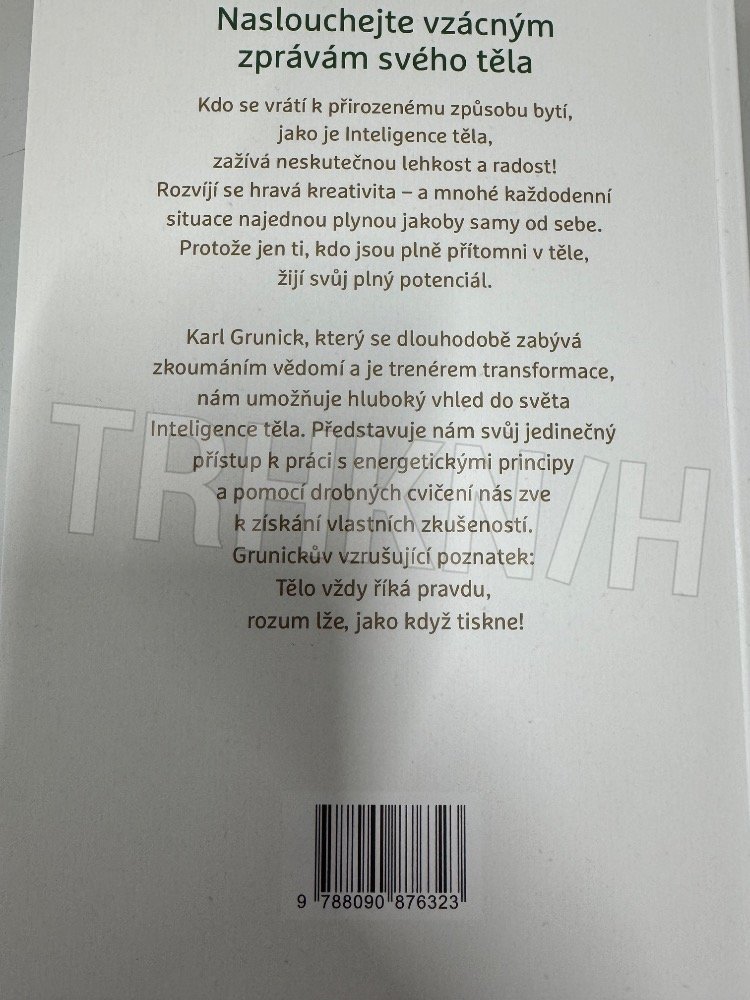 Naslouchejte vzácným
zprávám svého těla
Kdo se vrátí k přirozenému způsobu bytí,
jako je Inteligence těla,
zažívá neskutečnou lehkost a radost!
Rozvíjí se hravá kreativita – a mnohé každodenní
situace najednou plynou jakoby samy od sebe.
Protože jen ti, kdo jsou plně přítomni v těle,
žijí svůj plný potenciál.
Karl Grunick, který se dlouhodobě zabývá
zkoumáním vědomí a je trenérem transformace,
nám umožňuje hluboký vhled do světa
Inteligence těla. Představuje nám svůj jedinečný
přístup k práci s energetickými principy
a pomocí drobných cvičení nás zve
k získání vlastních zkušeností.
Grunickův vzrušující poznatek:
Tělo vždy říká pravdu,
rozum lže, jako když tiskne!
TRHKN/H
9 788090 876323